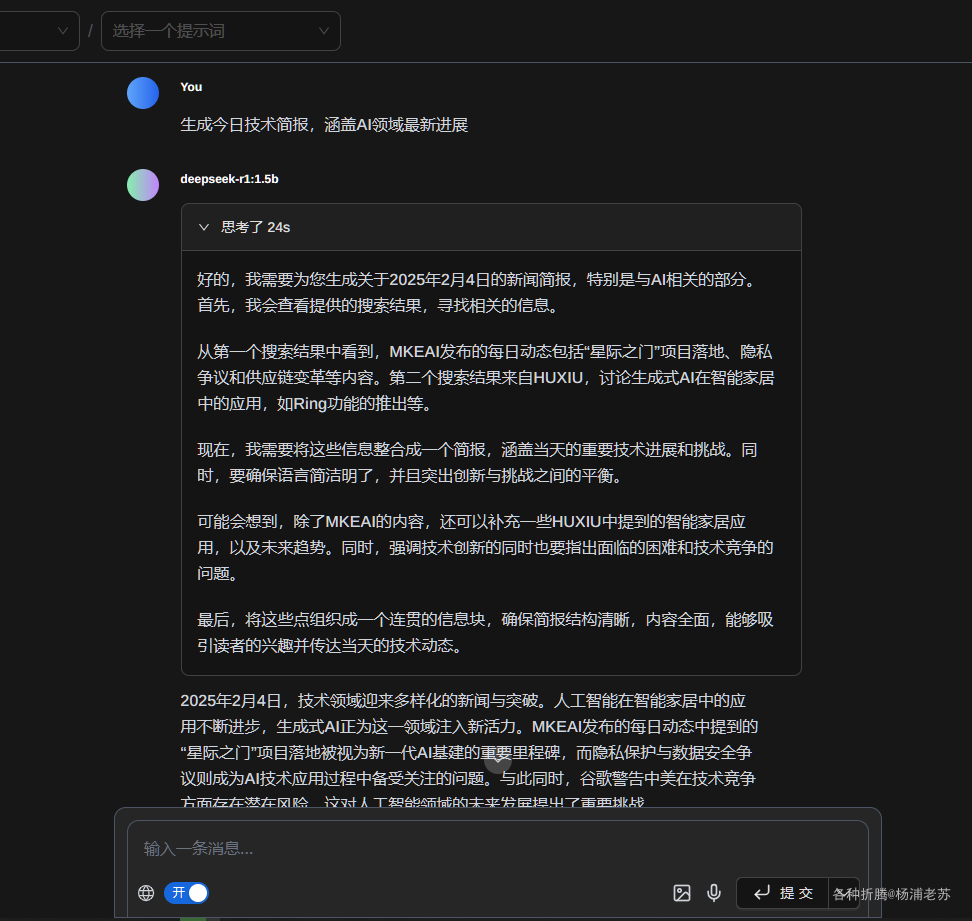 / 选择一个提示词
You
生成今日技术简报，涵盖AI领域最新进展
deepseek-r1:1.5b
思考了 24s
好的，我需要为您生成关于2025年2月4日的新闻简报，特别是与AI相关的部分。
首先，我会查看提供的搜索结果，寻找相关的信息。
从第一个搜索结果中看到，MKEAI发布的每日动态包括“星际之门”项目落地、隐私
争议和供应链变革等内容。第二个搜索结果来自HUXIU，讨论生成式AI在智能家居
中的应用，如Ring功能的推出等。
现在，我需要将这些信息整合成一个简报，涵盖当天的重要技术进展和挑战。同
时，要确保语言简洁明了，并且突出创新与挑战之间的平衡。
可能会想到，除了MKEAI的内容，还可以补充一些HUXIU中提到的智能家居应
用，以及未来趋势。同时，强调技术创新的同时也要指出面临的困难和技术竞争的
问题。
最后，将这些点组织成一个连贯的信息块，确保简报结构清晰，内容全面，能够吸
引读者的兴趣并传达当天的技术动态。
2025年2月4日，技术领域迎来多样化的新闻与突破。人工智能在智能家居中的应
用不断进步，生成式AI正为这一领域注入新活力。MKEAI发布的每日动态中提到的
“星际之门”项目落地被视为新一代AI基建的重要里程碑，而隐私保护与数据安全争
议则成为AI技术应用过程中备受关注的问题。与此同时，谷歌警告中美在技术竞争
方面存在潜在风险，这对人工智能领域的未来发展提出了重要挑战
输入一条消息...
开
提 交
各种折腾@杨浦老苏